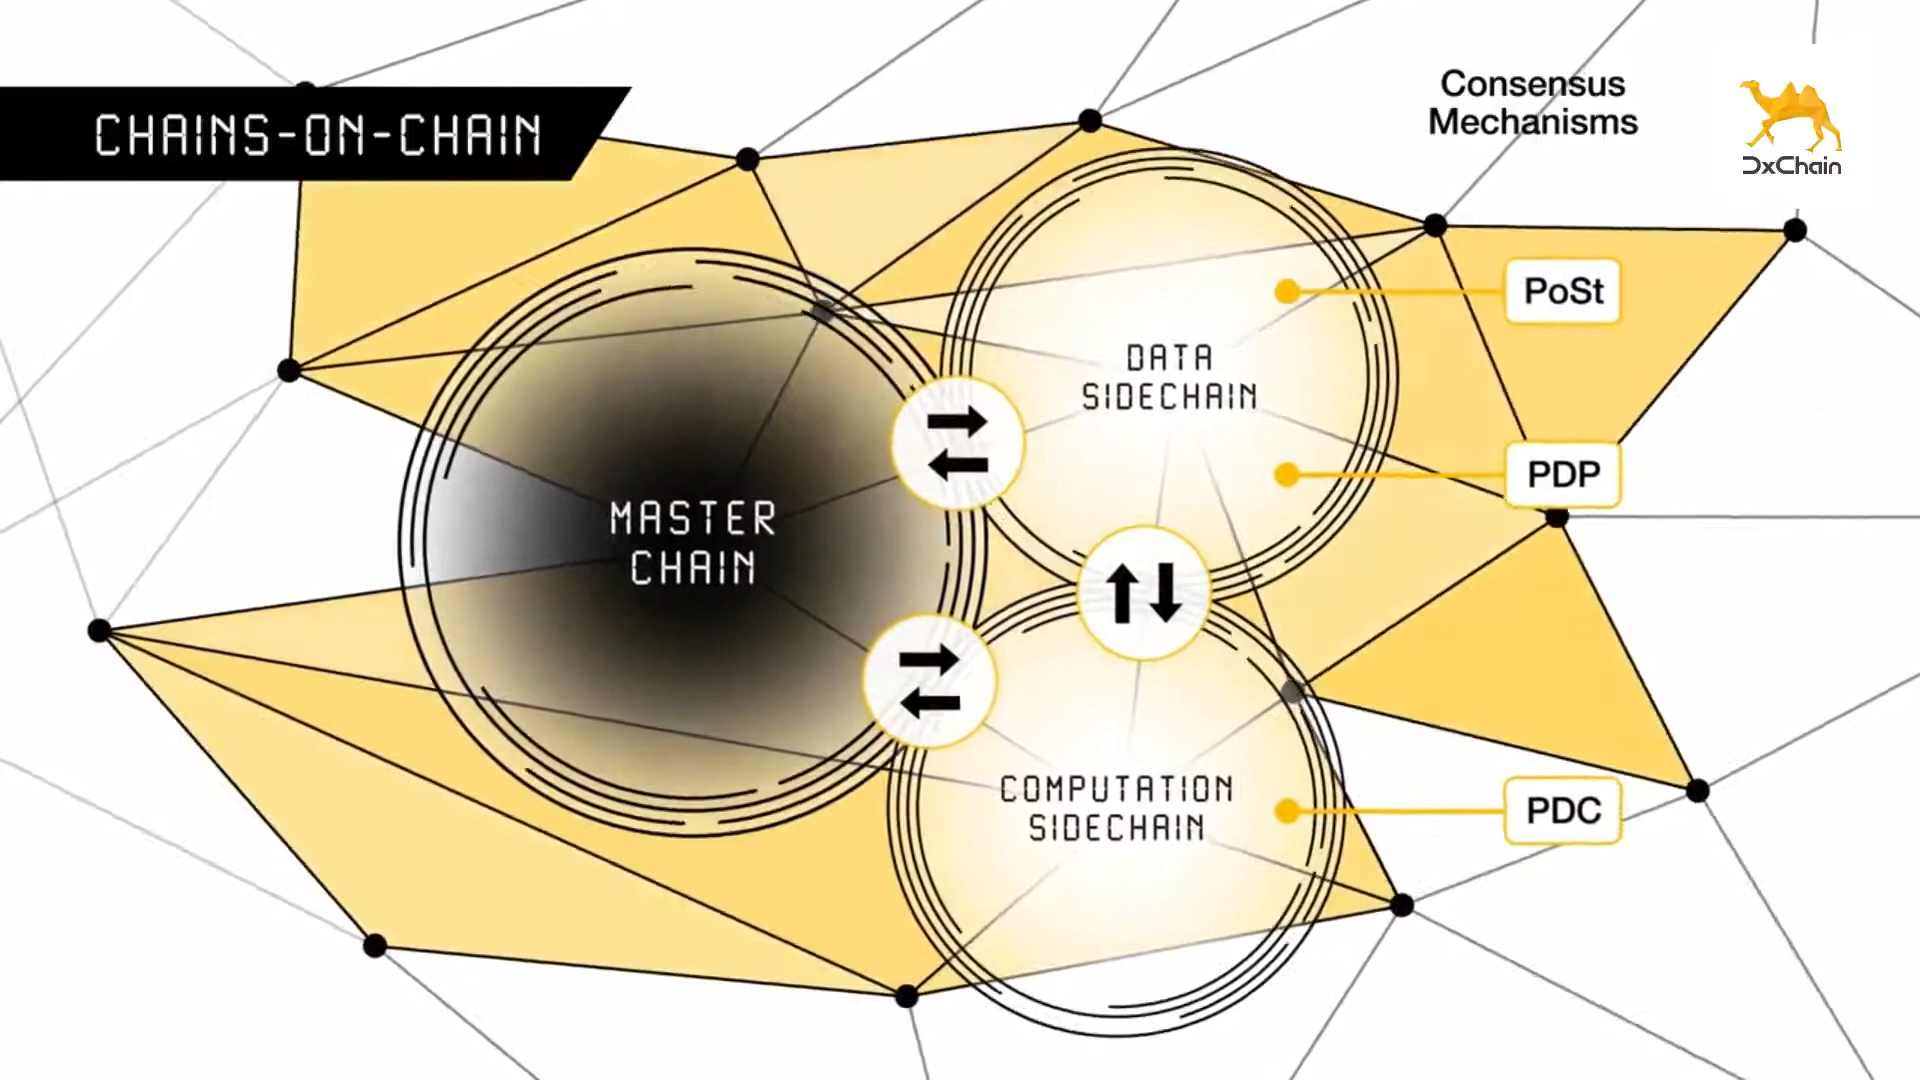 CHAINS-ON-CHAIN
Consensus
Mechanisms
DxChain
PoSt
DATA
SIDECHAIN
PDP
MASTER
CHAIN
COMPUTATION
SIDECHAIN
PDC